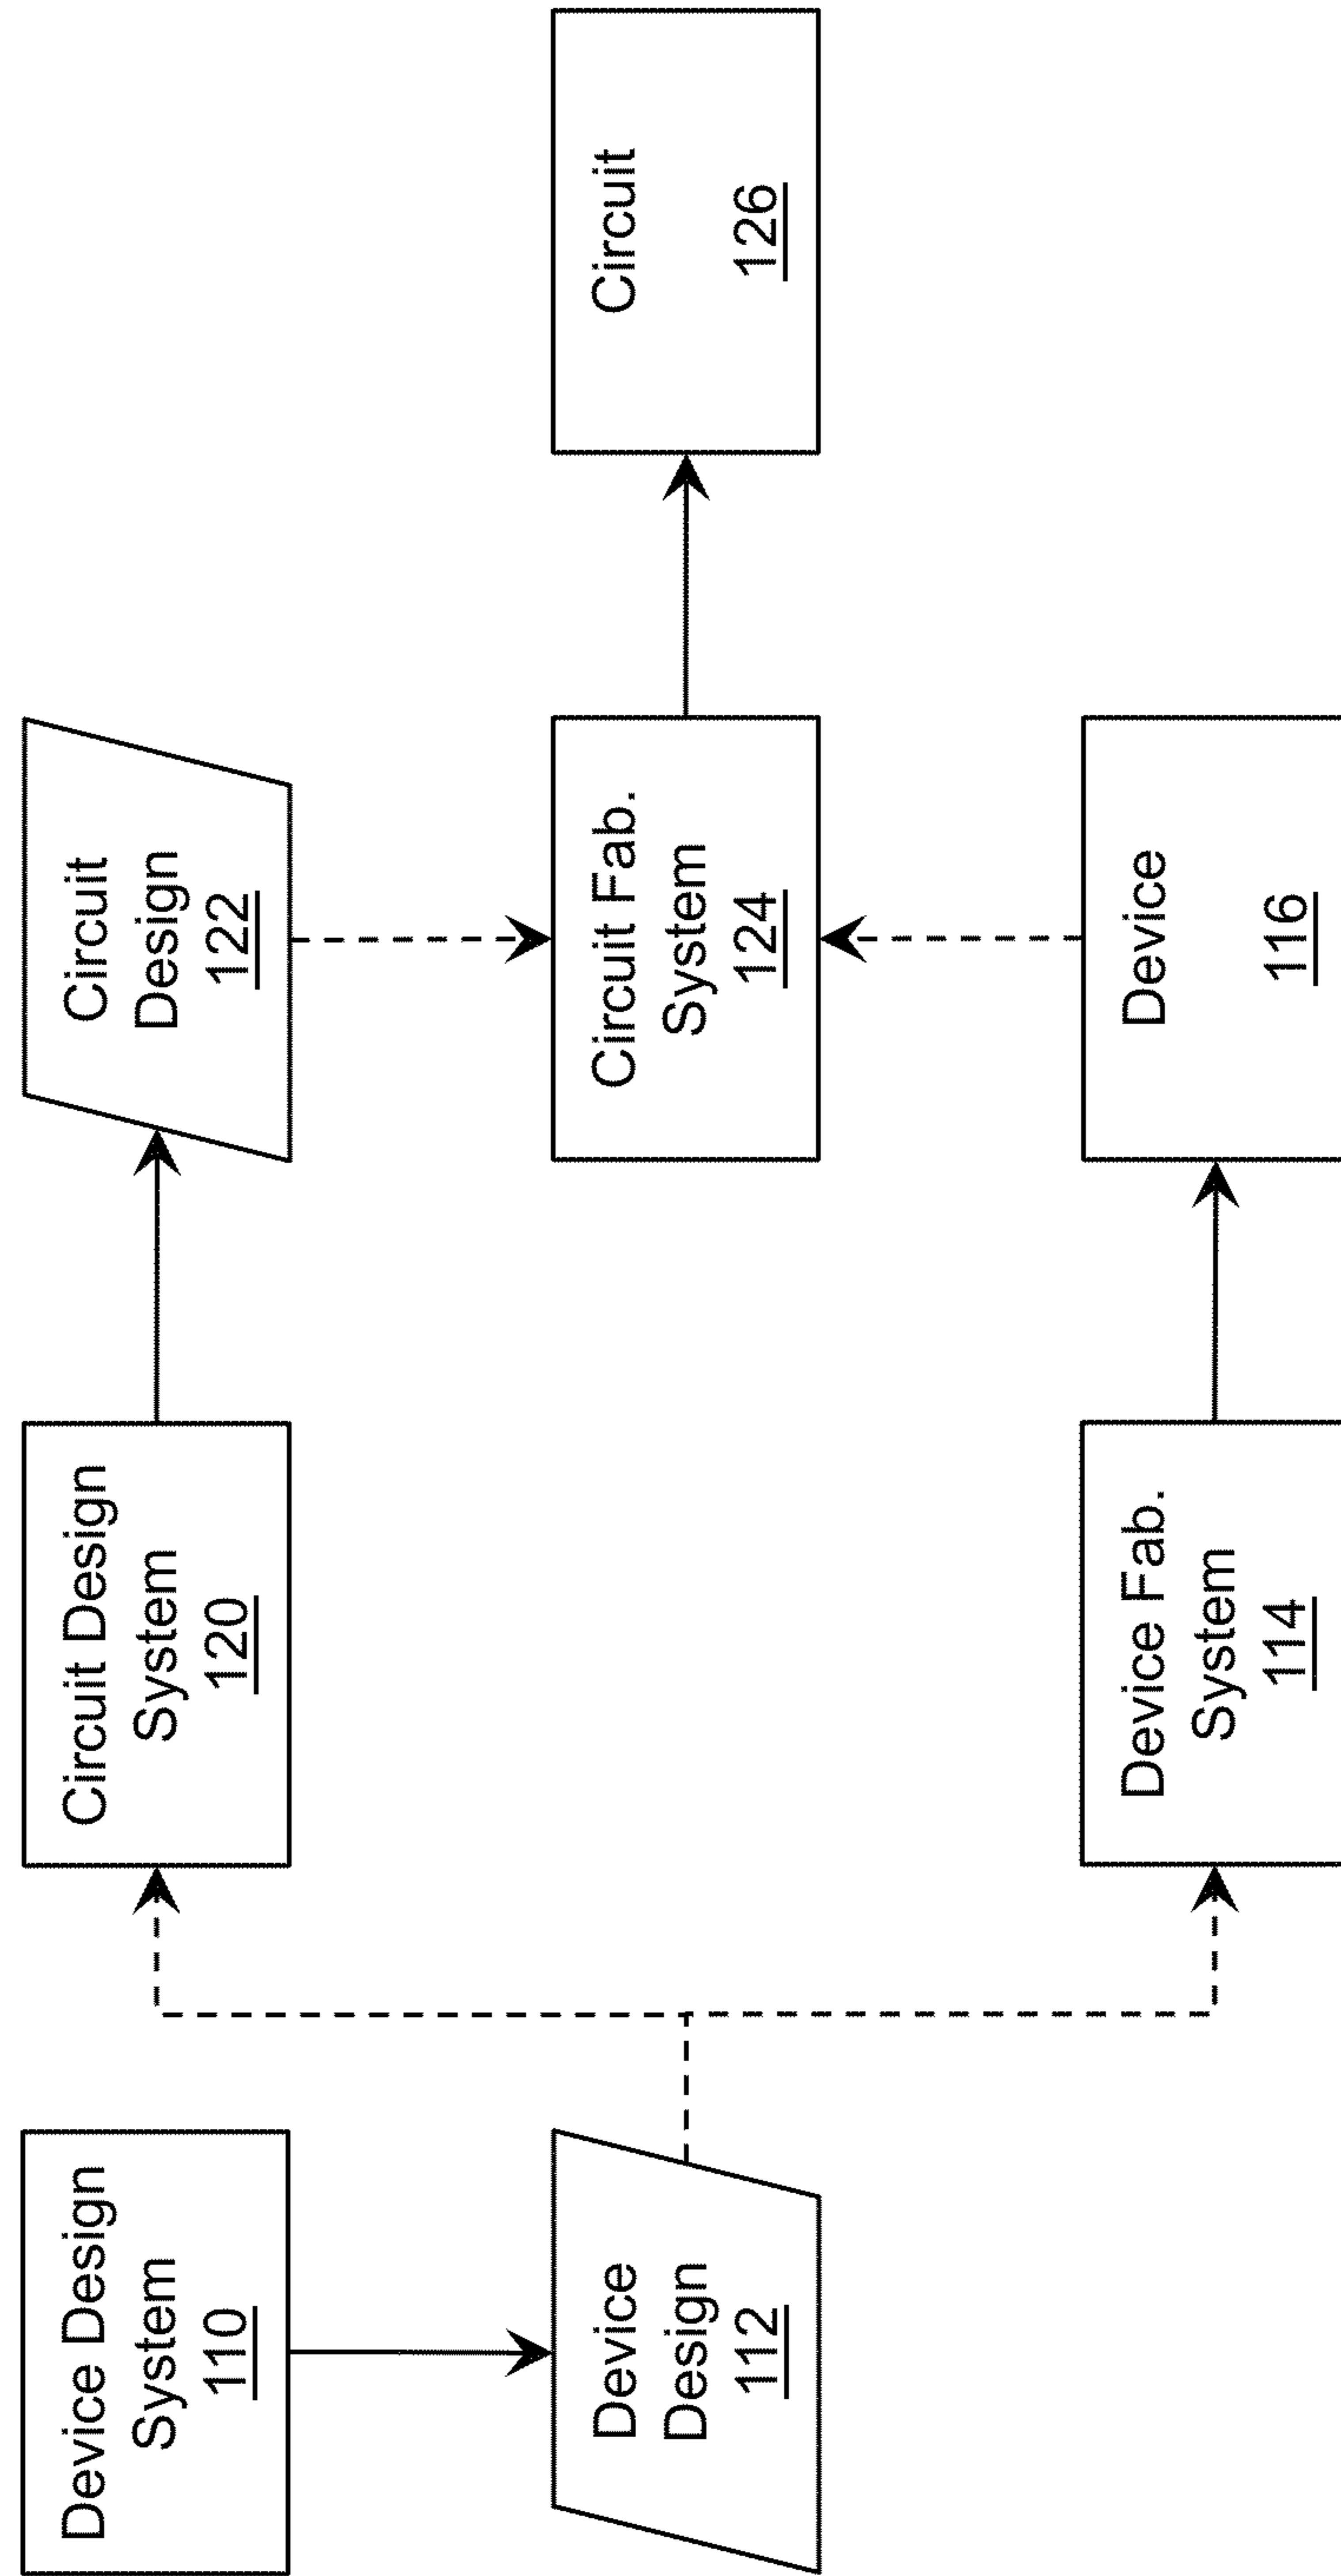 Device Design
System
110
Device
Design
112
Circuit Design
System
120
Device Fab.
System
114
Circuit
Design
122
Circuit Fab.
System
124
Device
116
Circuit
126